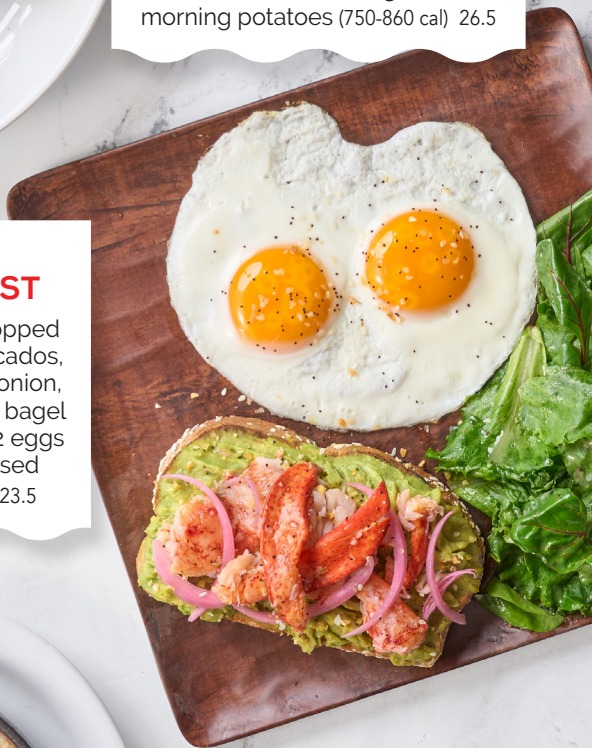 morning potatoes (750-860 cal) 26.5
ST
opped
cados,
onion,
bagel
2 eggs
sed
23.5